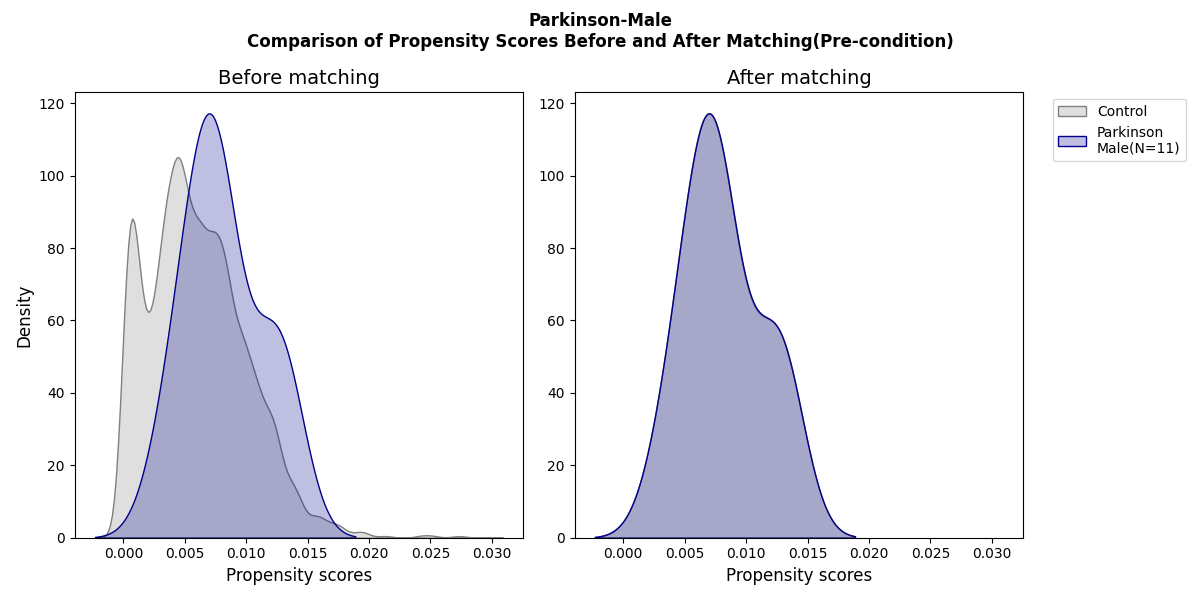 Parkinson-Male
Comparison of Propensity Scores Before and After Matching(Pre-condition)
Before matching
120
100
80
60
40
20
0
Density
0.000 0.005 0.010 0.015 0.020 0.025 0.030
Propensity scores
After matching
120
100
80
60
40
20
0
0.000 0.005 0.010 0.015 0.020 0.025 0.030
Propensity scores
Control
Parkinson
Male(N=11)